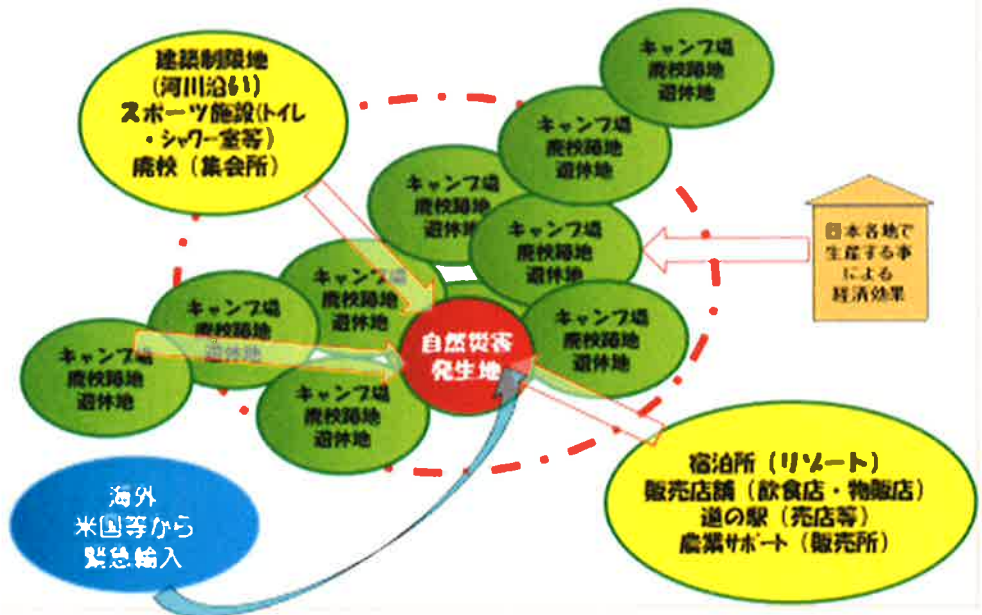 建築制限地
(河川沿い)
スポーツ施設(トイレ
・シャワー室等)
廃校（集会所）
キャンプ場
廃校跡地
遊休地
キャンプ場
廃校跡地
遊休地
キャンプ場
廃校跡地
遊休地
キャンプ場
廃校跡地
遊休地
キャンプ場
廃校跡地
遊休地
キャンプ場
廃校跡地
遊休地
キャンプ場
廃校跡地
遊休地
キャンプ場
廃校跡地
遊休地
キャンプ場
廃校跡地
遊休地
自然災害
発生地
日本各地で
生産する事
による
経済効果
海外
米国等から
緊急輸入
宿泊所（リゾート）
販売店舗（飲食店・物販店）
道の駅（売店等）
農業サポート（販売所）